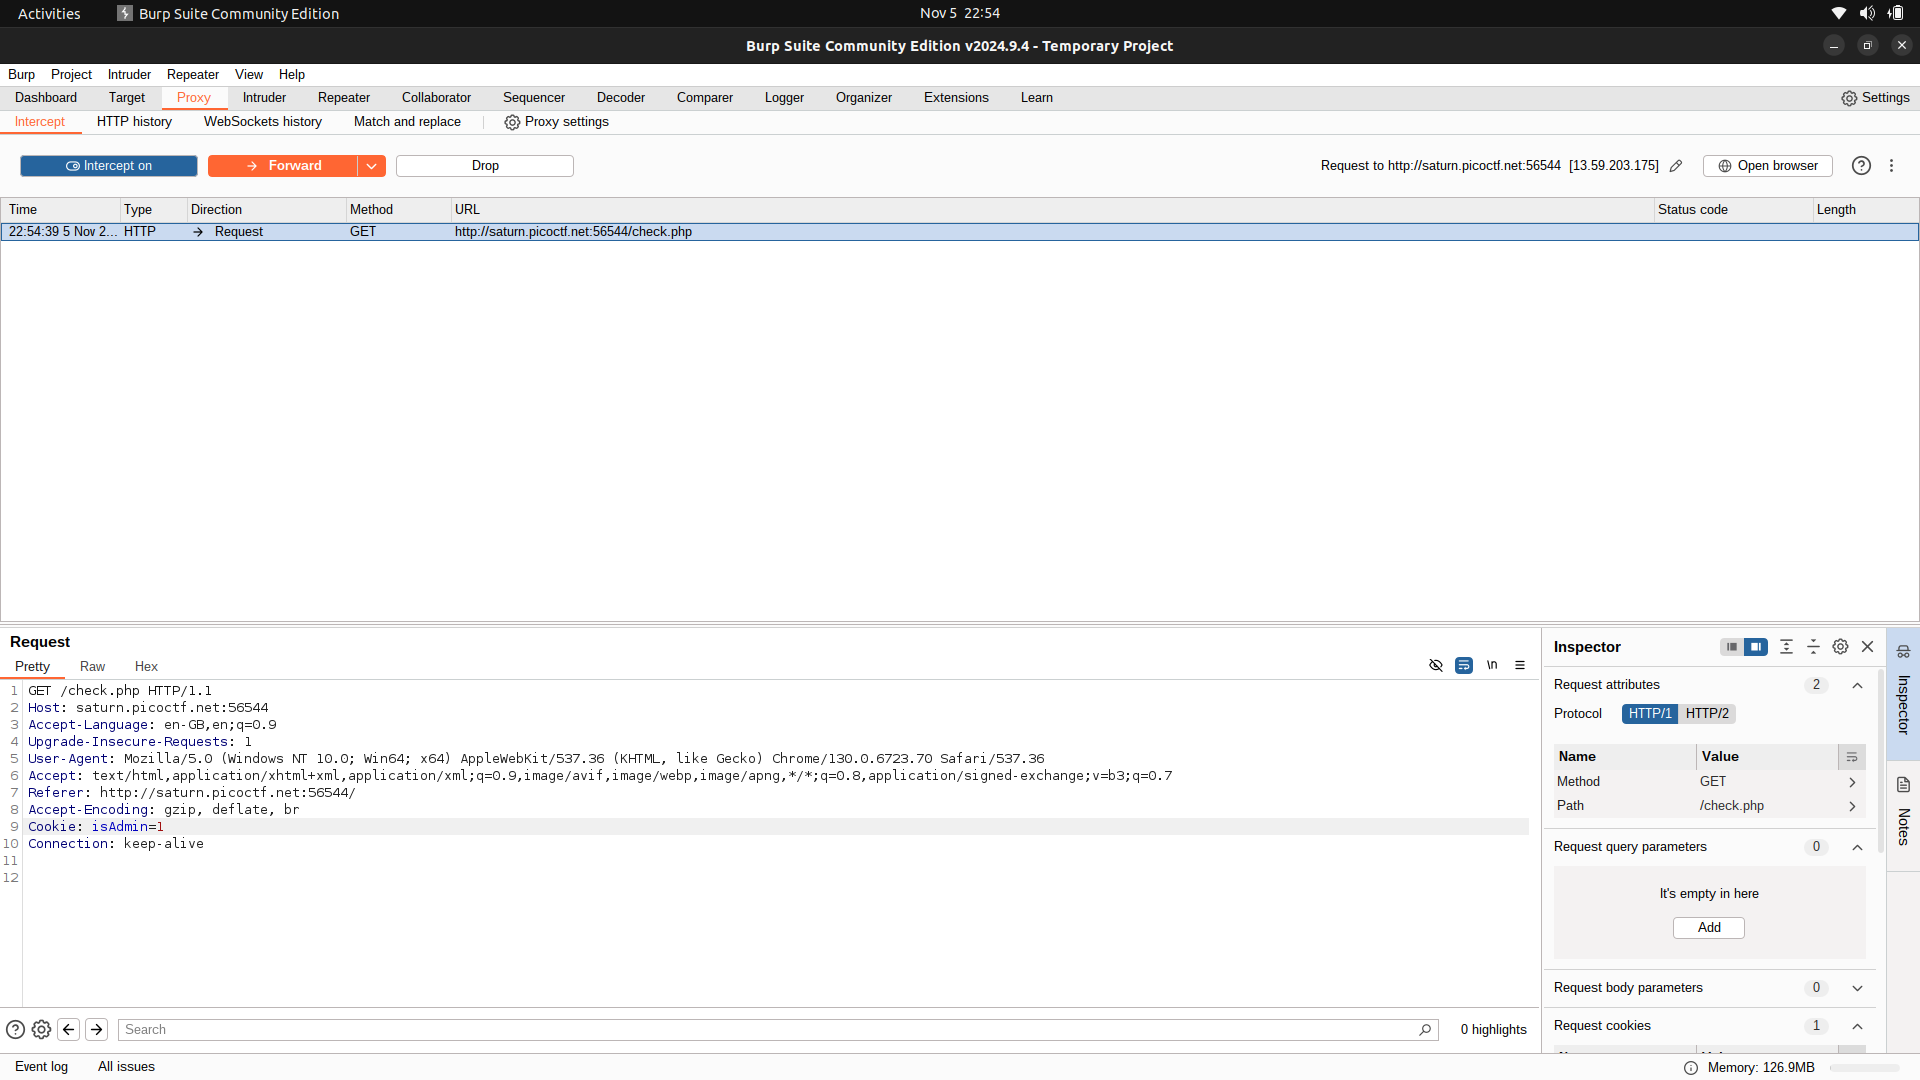 Activities Burp Suite Community Edition Nov 5 22:54
Burp Suite Community Edition v2024.9.4 - Temporary Project
Burp Project Intruder Repeater View Help
Dashboard Target Proxy Intruder Repeater Collaborator Sequencer Decoder Comparer Logger Organizer Extensions Learn Settings
Intercept HTTP history WebSockets history Match and replace Proxy settings
Intercept on Forward Drop Request to http://saturn.picoctf.net:56544 [13.59.203.175] Open browser
Time Type Direction Method URL Status code Length
22:54:39 5 Nov 2... HTTP Request GET http://saturn.picoctf.net:56544/check.php
Request
Pretty Raw Hex \n
1 GET /check.php HTTP/1.1
2 Host: saturn.picoctf.net:56544
3 Accept-Language: en-GB,en;q=0.9
4 Upgrade-Insecure-Requests: 1
5 User-Agent: Mozilla/5.0 (Windows NT 10.0; Win64; x64) AppleWebKit/537.36 (KHTML, like Gecko) Chrome/130.0.6723.70 Safari/537.36
6 Accept: text/html,application/xhtml+xml,application/xml;q=0.9,image/avif,image/webp,image/apng,*/*;q=0.8,application/signed-exchange;v=b3;q=0.7
7 Referer: http://saturn.picoctf.net:56544/
8 Accept-Encoding: gzip, deflate, br
9 Cookie: isAdmin=1
10 Connection: keep-alive
11
12
Search 0 highlights
Inspector
Request attributes 2
Protocol HTTP/1 HTTP/2
Name Value
Method GET
Path /check.php
Request query parameters 0
It's empty in here
Add
Request body parameters 0
Request cookies 1
Inspector
Notes
Event log All issues Memory: 126.9MB